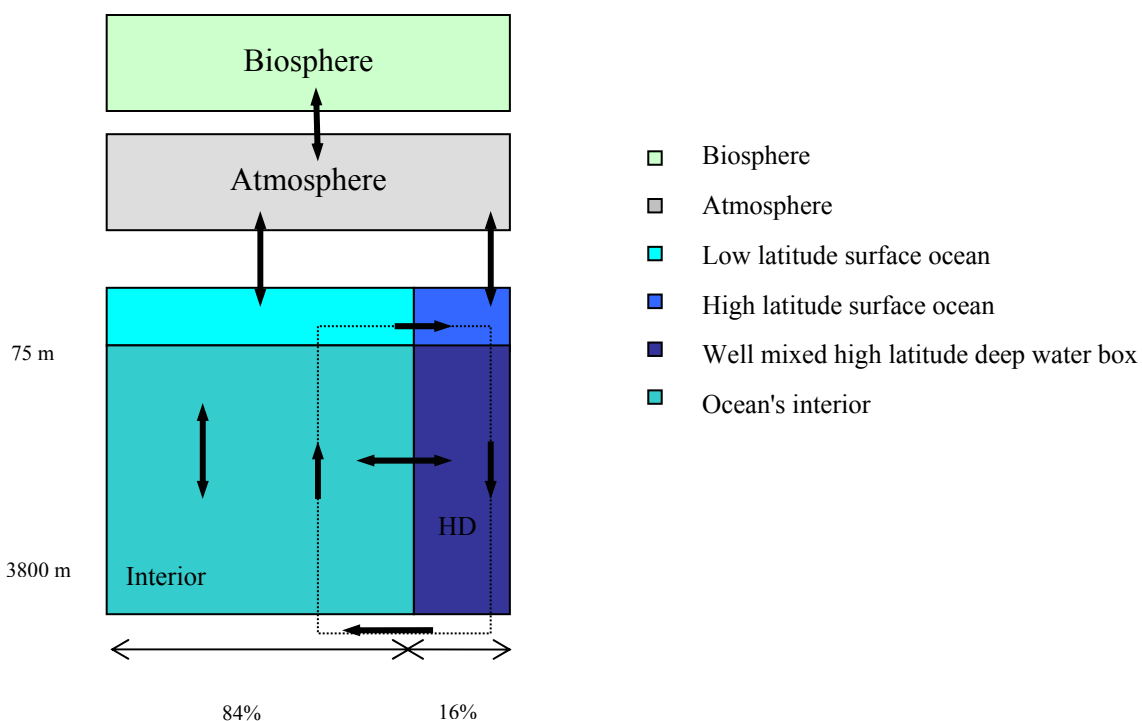 Biosphere
Atmosphere
75 m
HD
3800 m
Interior
84%
16%
Biosphere
Atmosphere
Low latitude surface ocean
High latitude surface ocean
Well mixed high latitude deep water box
Ocean's interior